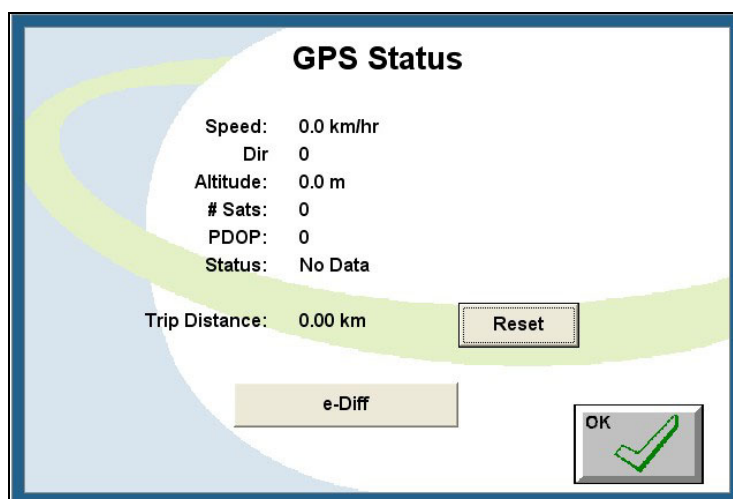 GPS Status
Speed: 0.0 km/hr
Dir 0
Altitude: 0.0 m
# Sats: 0
PDOP: 0
Status: No Data
Trip Distance: 0.00 km Reset
e-Diff
OK